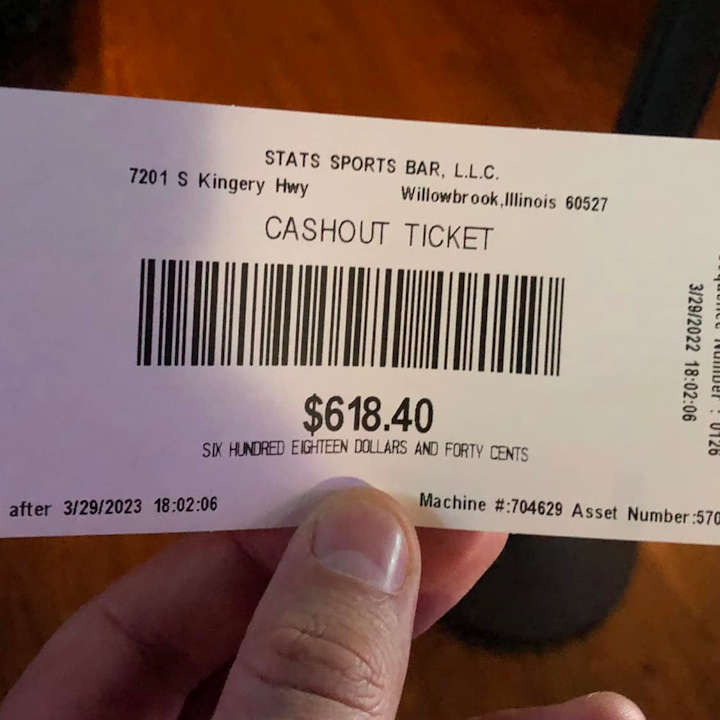 STATS SPORTS BAR, L.L.C.
7201 S Kingery Hwy Willowbrook,Illinois 60527
CASHOUT TICKET
$618.40
SIX HUNDRED EIGHTEEN DOLLARS AND FORTY CENTS
after 3/29/2023 18:02:06
Machine #:704629 Asset Number:570
3/29/2022 18:02:06
Number : 0126